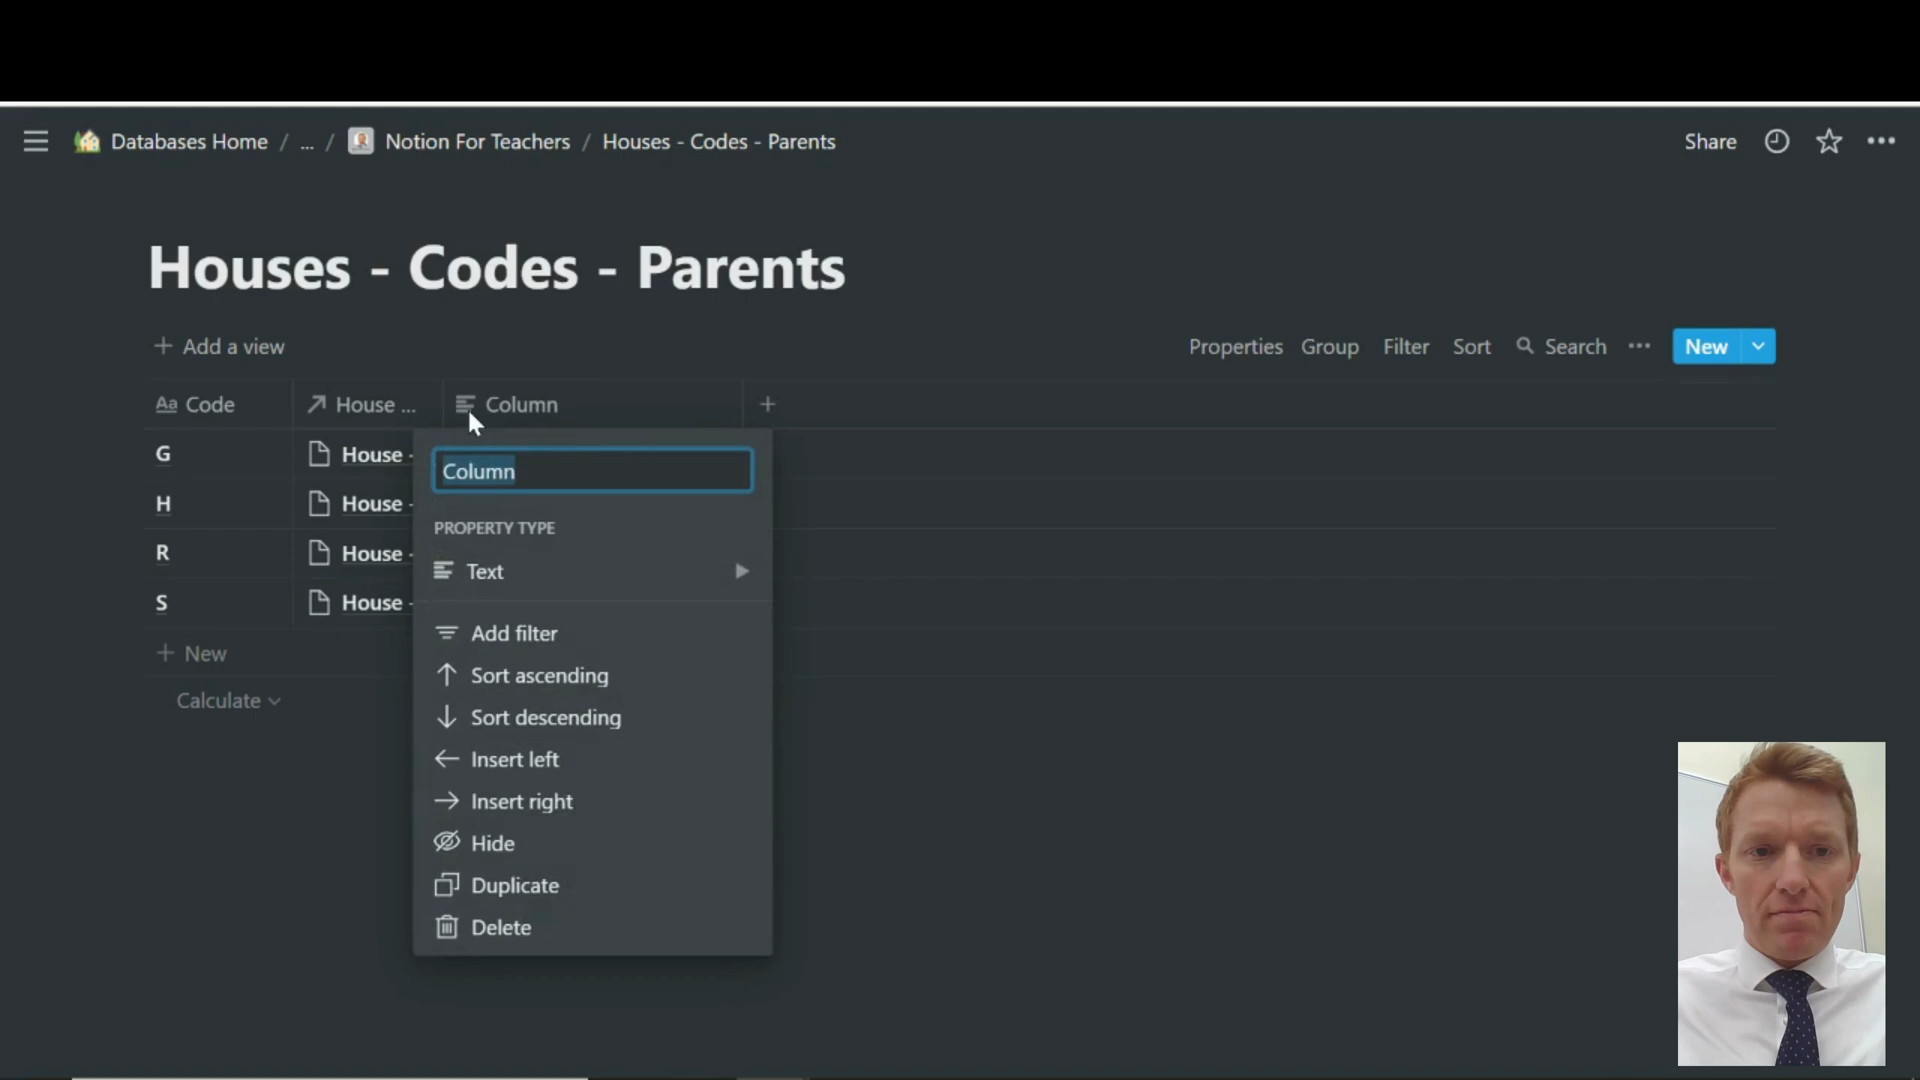 Databases Home / ... / Notion For Teachers / Houses - Codes - Parents
Share
Houses - Codes - Parents
+ Add a view
Properties Group Filter Sort Search ••• New
Aa Code House ... Column +
G House -
H House -
R House -
S House -
+ New
Calculate
Column
PROPERTY TYPE
Text
Add filter
Sort ascending
Sort descending
Insert left
Insert right
Hide
Duplicate
Delete